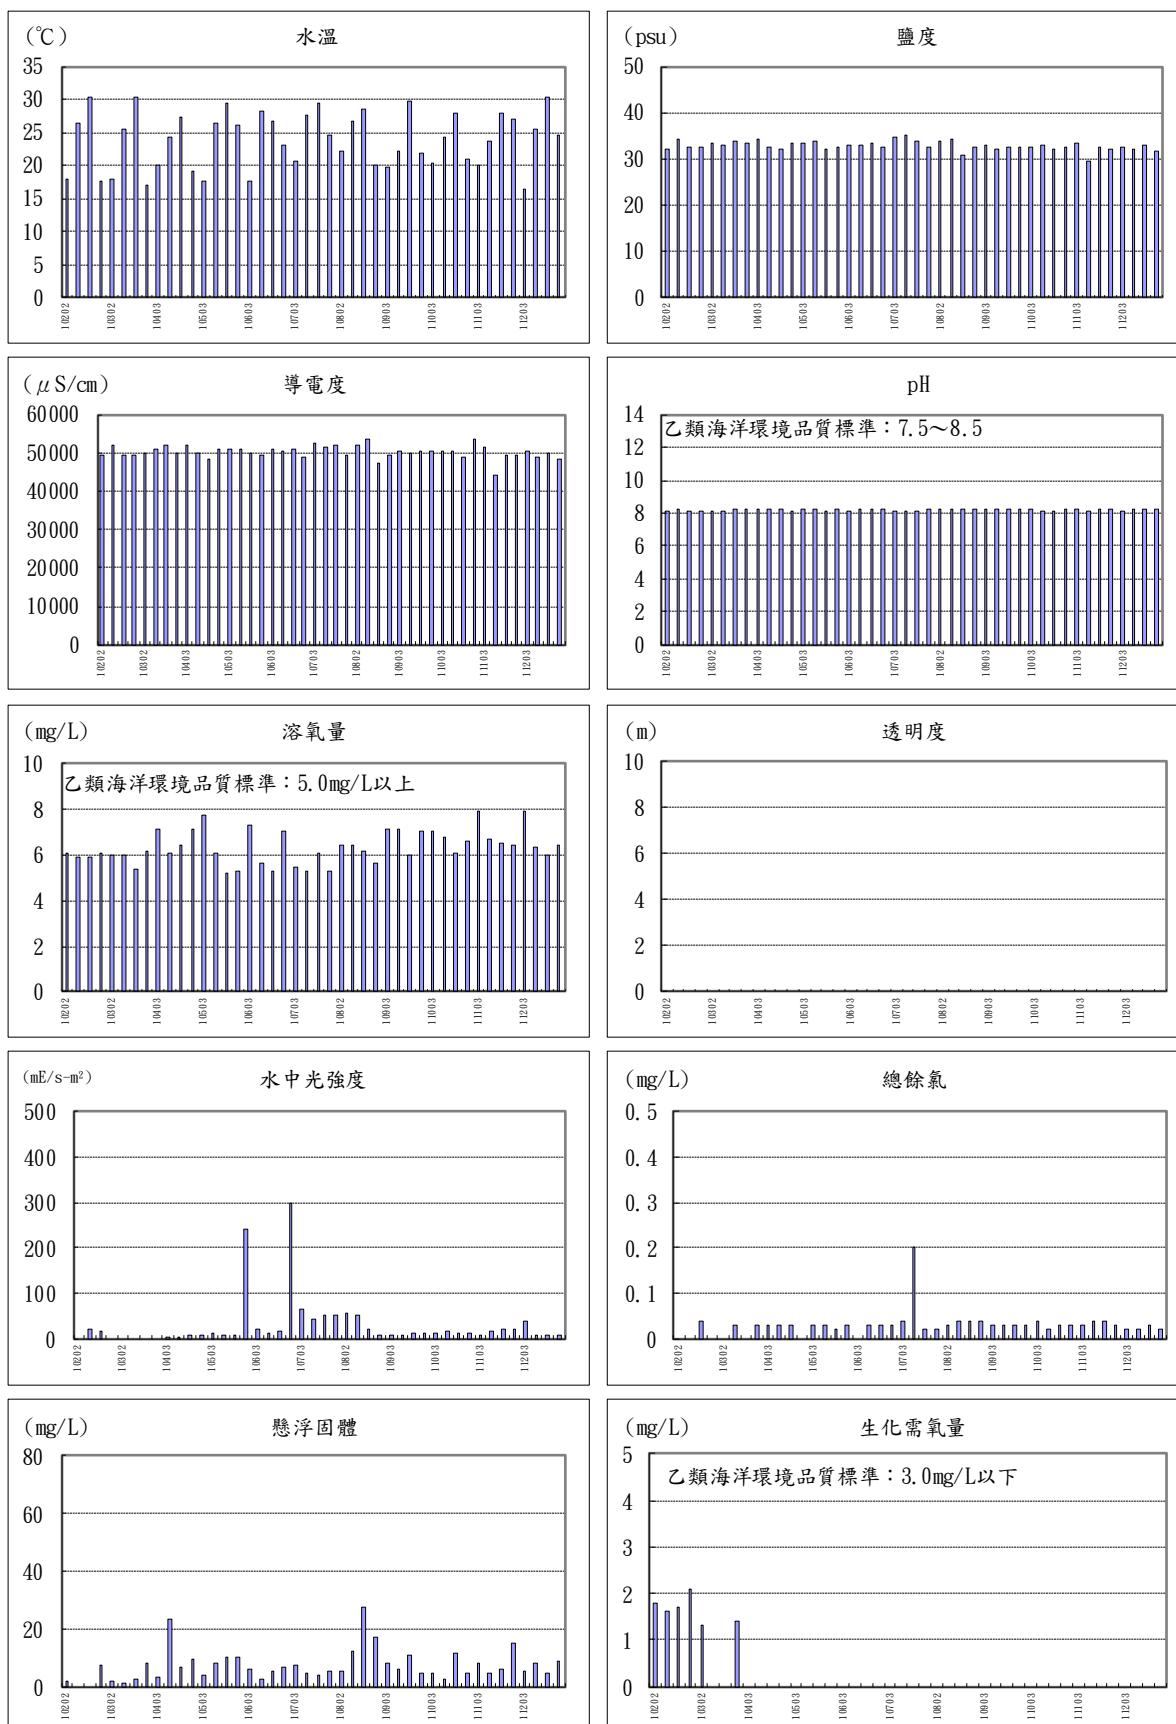 (℃) 水溫
35
30
25
20
15
10
5
0
10202 10302 10403 10503 10603 10703 10802 10903 11003 11103 11203
(psu) 鹽度
50
40
30
20
10
0
10202 10302 10403 10503 10603 10703 10802 10903 11003 11103 11203
(μS/cm) 導電度
60000
50000
40000
30000
20000
10000
0
10202 10302 10403 10503 10603 10703 10802 10903 11003 11103 11203
pH
乙類海洋環境品質標準：7.5～8.5
14
12
10
8
6
4
2
0
10202 10302 10403 10503 10603 10703 10802 10903 11003 11103 11203
(mg/L) 溶氧量
乙類海洋環境品質標準：5.0mg/L以上
10
8
6
4
2
0
10202 10302 10403 10503 10603 10703 10802 10903 11003 11103 11203
(m) 透明度
10
8
6
4
2
0
10202 10302 10403 10503 10603 10703 10802 10903 11003 11103 11203
(mE/s-m²) 水中光強度
500
400
300
200
100
0
10202 10302 10403 10503 10603 10703 10802 10903 11003 11103 11203
(mg/L) 總餘氯
0.5
0.4
0.3
0.2
0.1
0
10202 10302 10403 10503 10603 10703 10802 10903 11003 11103 11203
(mg/L) 懸浮固體
80
60
40
20
0
10202 10302 10403 10503 10603 10703 10802 10903 11003 11103 11203
(mg/L) 生化需氧量
乙類海洋環境品質標準：3.0mg/L以下
5
4
3
2
1
0
10202 10302 10403 10503 10603 10703 10802 10903 11003 11103 11203